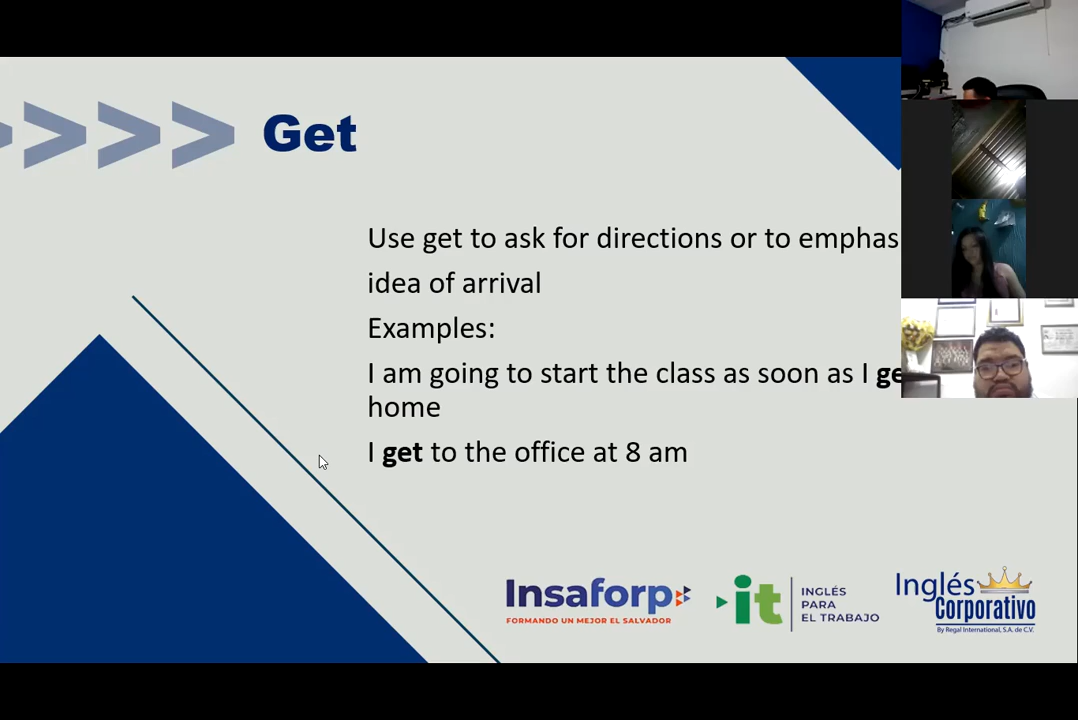 Get
Use get to ask for directions or to
idea of arrival
Examples:
I am going to start the class as soon as I
home
I get to the office at 8 am
Insaforp
FORMANDO UN MEJOR EL SALVADOR
it
INGLÉS
PARA
EL TRABAJO
Inglés
Corporativo
By Regal International, S.A. de C.V.